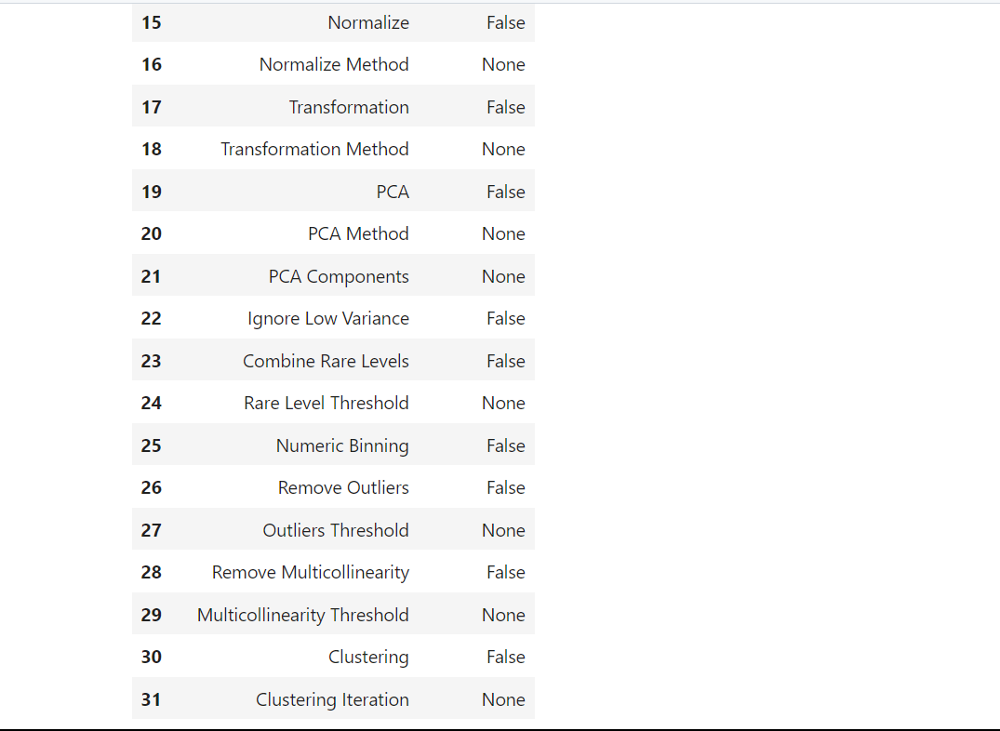 15 Normalize False
16 Normalize Method None
17 Transformation False
18 Transformation Method None
19 PCA False
20 PCA Method None
21 PCA Components None
22 Ignore Low Variance False
23 Combine Rare Levels False
24 Rare Level Threshold None
25 Numeric Binning False
26 Remove Outliers False
27 Outliers Threshold None
28 Remove Multicollinearity False
29 Multicollinearity Threshold None
30 Clustering False
31 Clustering Iteration None